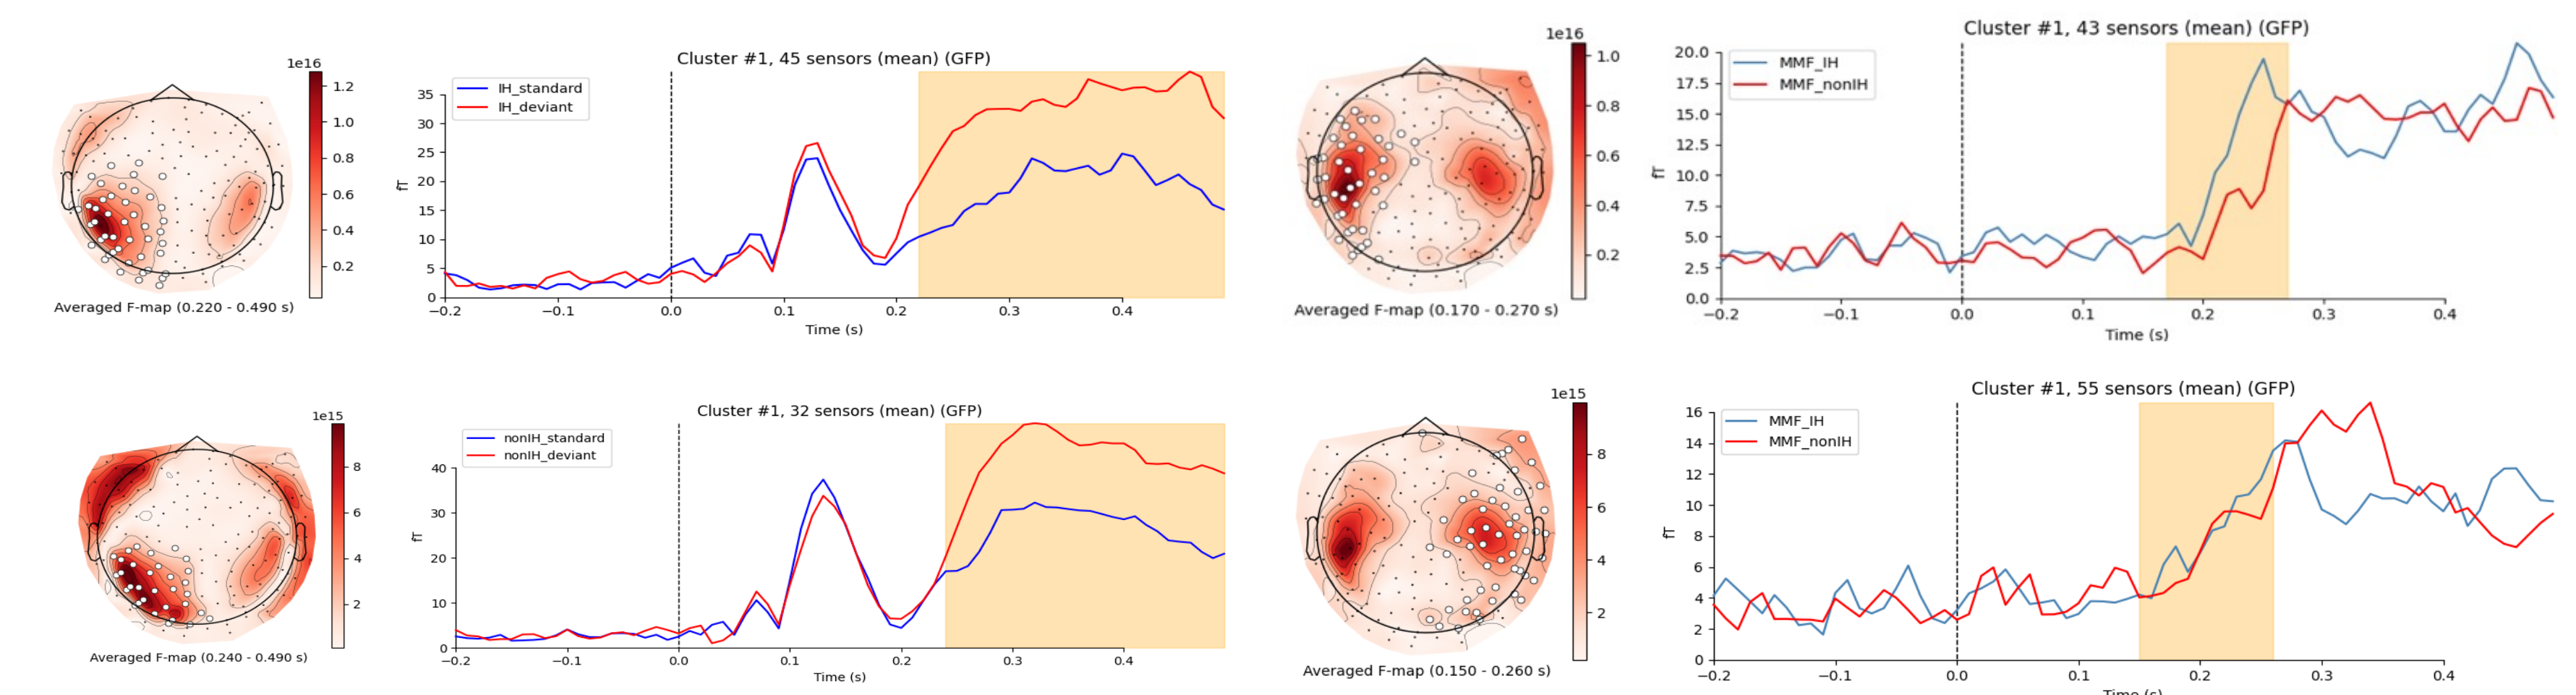 1e16
1.2
1.0
0.8
0.6
0.4
0.2
Averaged F-map (0.220 - 0.490 s)
Cluster #1, 45 sensors (mean) (GFP)
IH_standard
IH_deviant
fT
35
30
25
20
15
10
5
0
−0.2 −0.1 0.0 0.1 0.2 0.3 0.4
Time (s)
1e16
1.0
0.8
0.6
0.4
0.2
Averaged F-map (0.170 - 0.270 s)
Cluster #1, 43 sensors (mean) (GFP)
MMF_IH
MMF_nonIH
fT
20.0
17.5
15.0
12.5
10.0
7.5
5.0
2.5
0.0
−0.2 −0.1 0.0 0.1 0.2 0.3 0.4
Time (s)
1e15
8
6
4
2
Averaged F-map (0.240 - 0.490 s)
Cluster #1, 32 sensors (mean) (GFP)
nonIH_standard
nonIH_deviant
fT
40
30
20
10
0
−0.2 −0.1 0.0 0.1 0.2 0.3 0.4
Time (s)
1e15
8
6
4
2
Averaged F-map (0.150 - 0.260 s)
Cluster #1, 55 sensors (mean) (GFP)
MMF_IH
MMF_nonIH
fT
16
14
12
10
8
6
4
2
0
−0.2 −0.1 0.0 0.1 0.2 0.3 0.4
Time (s)